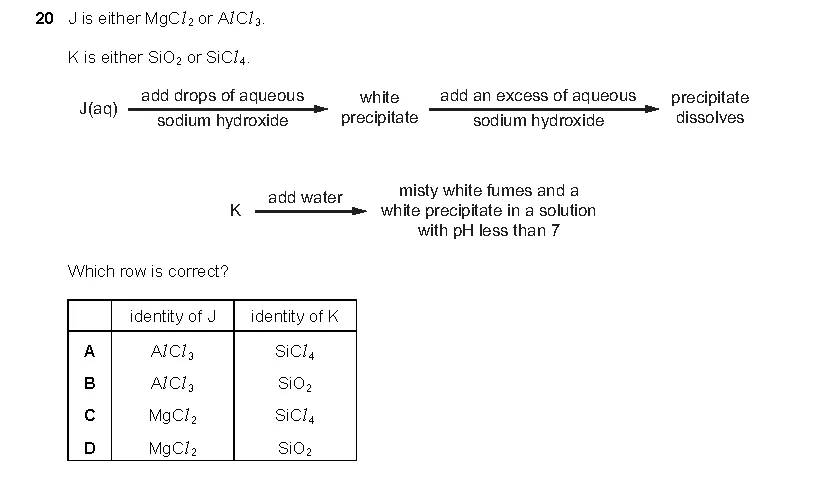 20 J is either MgCl2 or AlCl3.
K is either SiO2 or SiCl4.
J(aq) add drops of aqueous sodium hydroxide white precipitate add an excess of aqueous sodium hydroxide precipitate dissolves
K add water misty white fumes and a white precipitate in a solution with pH less than 7
Which row is correct?
identity of J identity of K
A AlCl3 SiCl4
B AlCl3 SiO2
C MgCl2 SiCl4
D MgCl2 SiO2